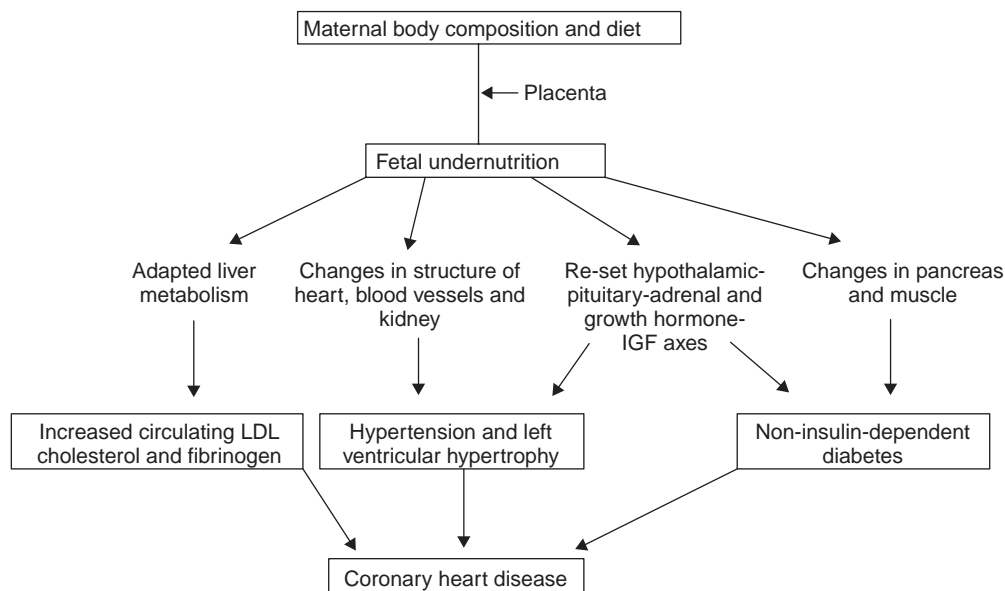 Maternal body composition and diet
Placenta
Fetal undernutrition
Adapted liver
metabolism
Changes in structure of
heart, blood vessels and
kidney
Re-set hypothalamic-
pituitary-adrenal and
growth hormone-
IGF axes
Changes in pancreas
and muscle
Increased circulating LDL
cholesterol and fibrinogen
Hypertension and left
ventricular hypertrophy
Non-insulin-dependent
diabetes
Coronary heart disease